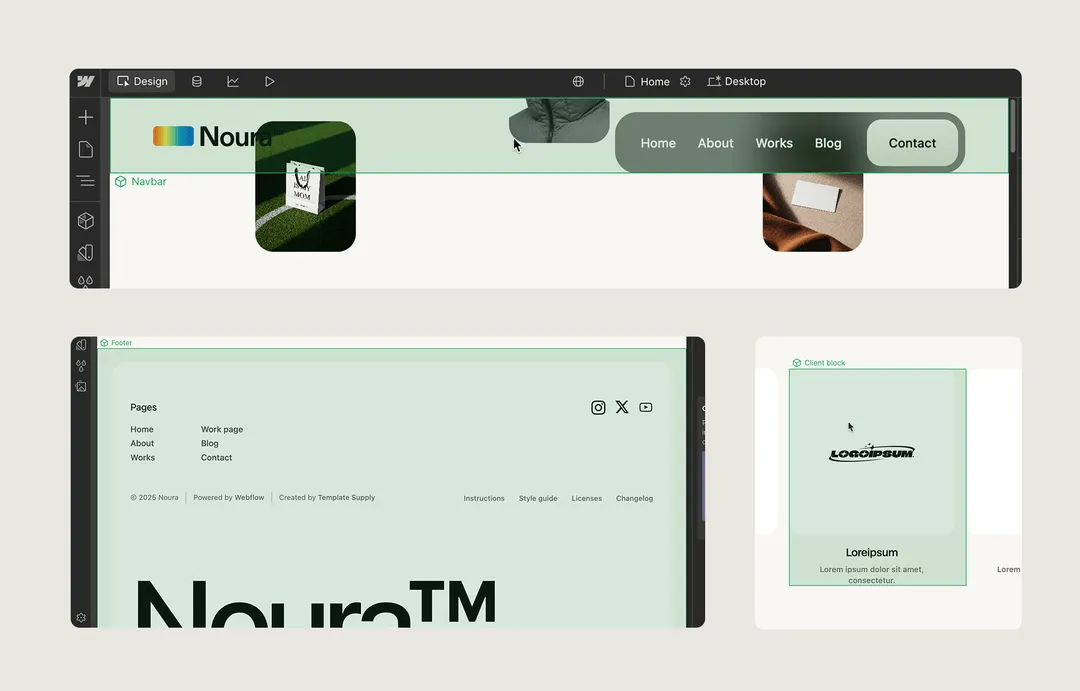 Design
Home
Desktop
Noura
Home
About
Works
Blog
Contact
Navbar
MOM
Footer
Pages
Home
Work page
About
Blog
Works
Contact
© 2025 Noura
Powered by Webflow
Created by Template Supply
Instructions
Style guide
Licenses
Changelog
Noura™
Client block
LOGOIPSUM
Loreipsum
Lorem ipsum dolor sit amet,
consectetur.
Lorem